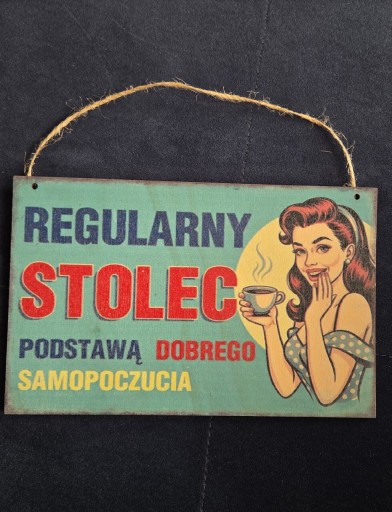 REGULARNY
STOLEC
PODSTAWĄ DOBREGO
SAMOPOCZUCIA